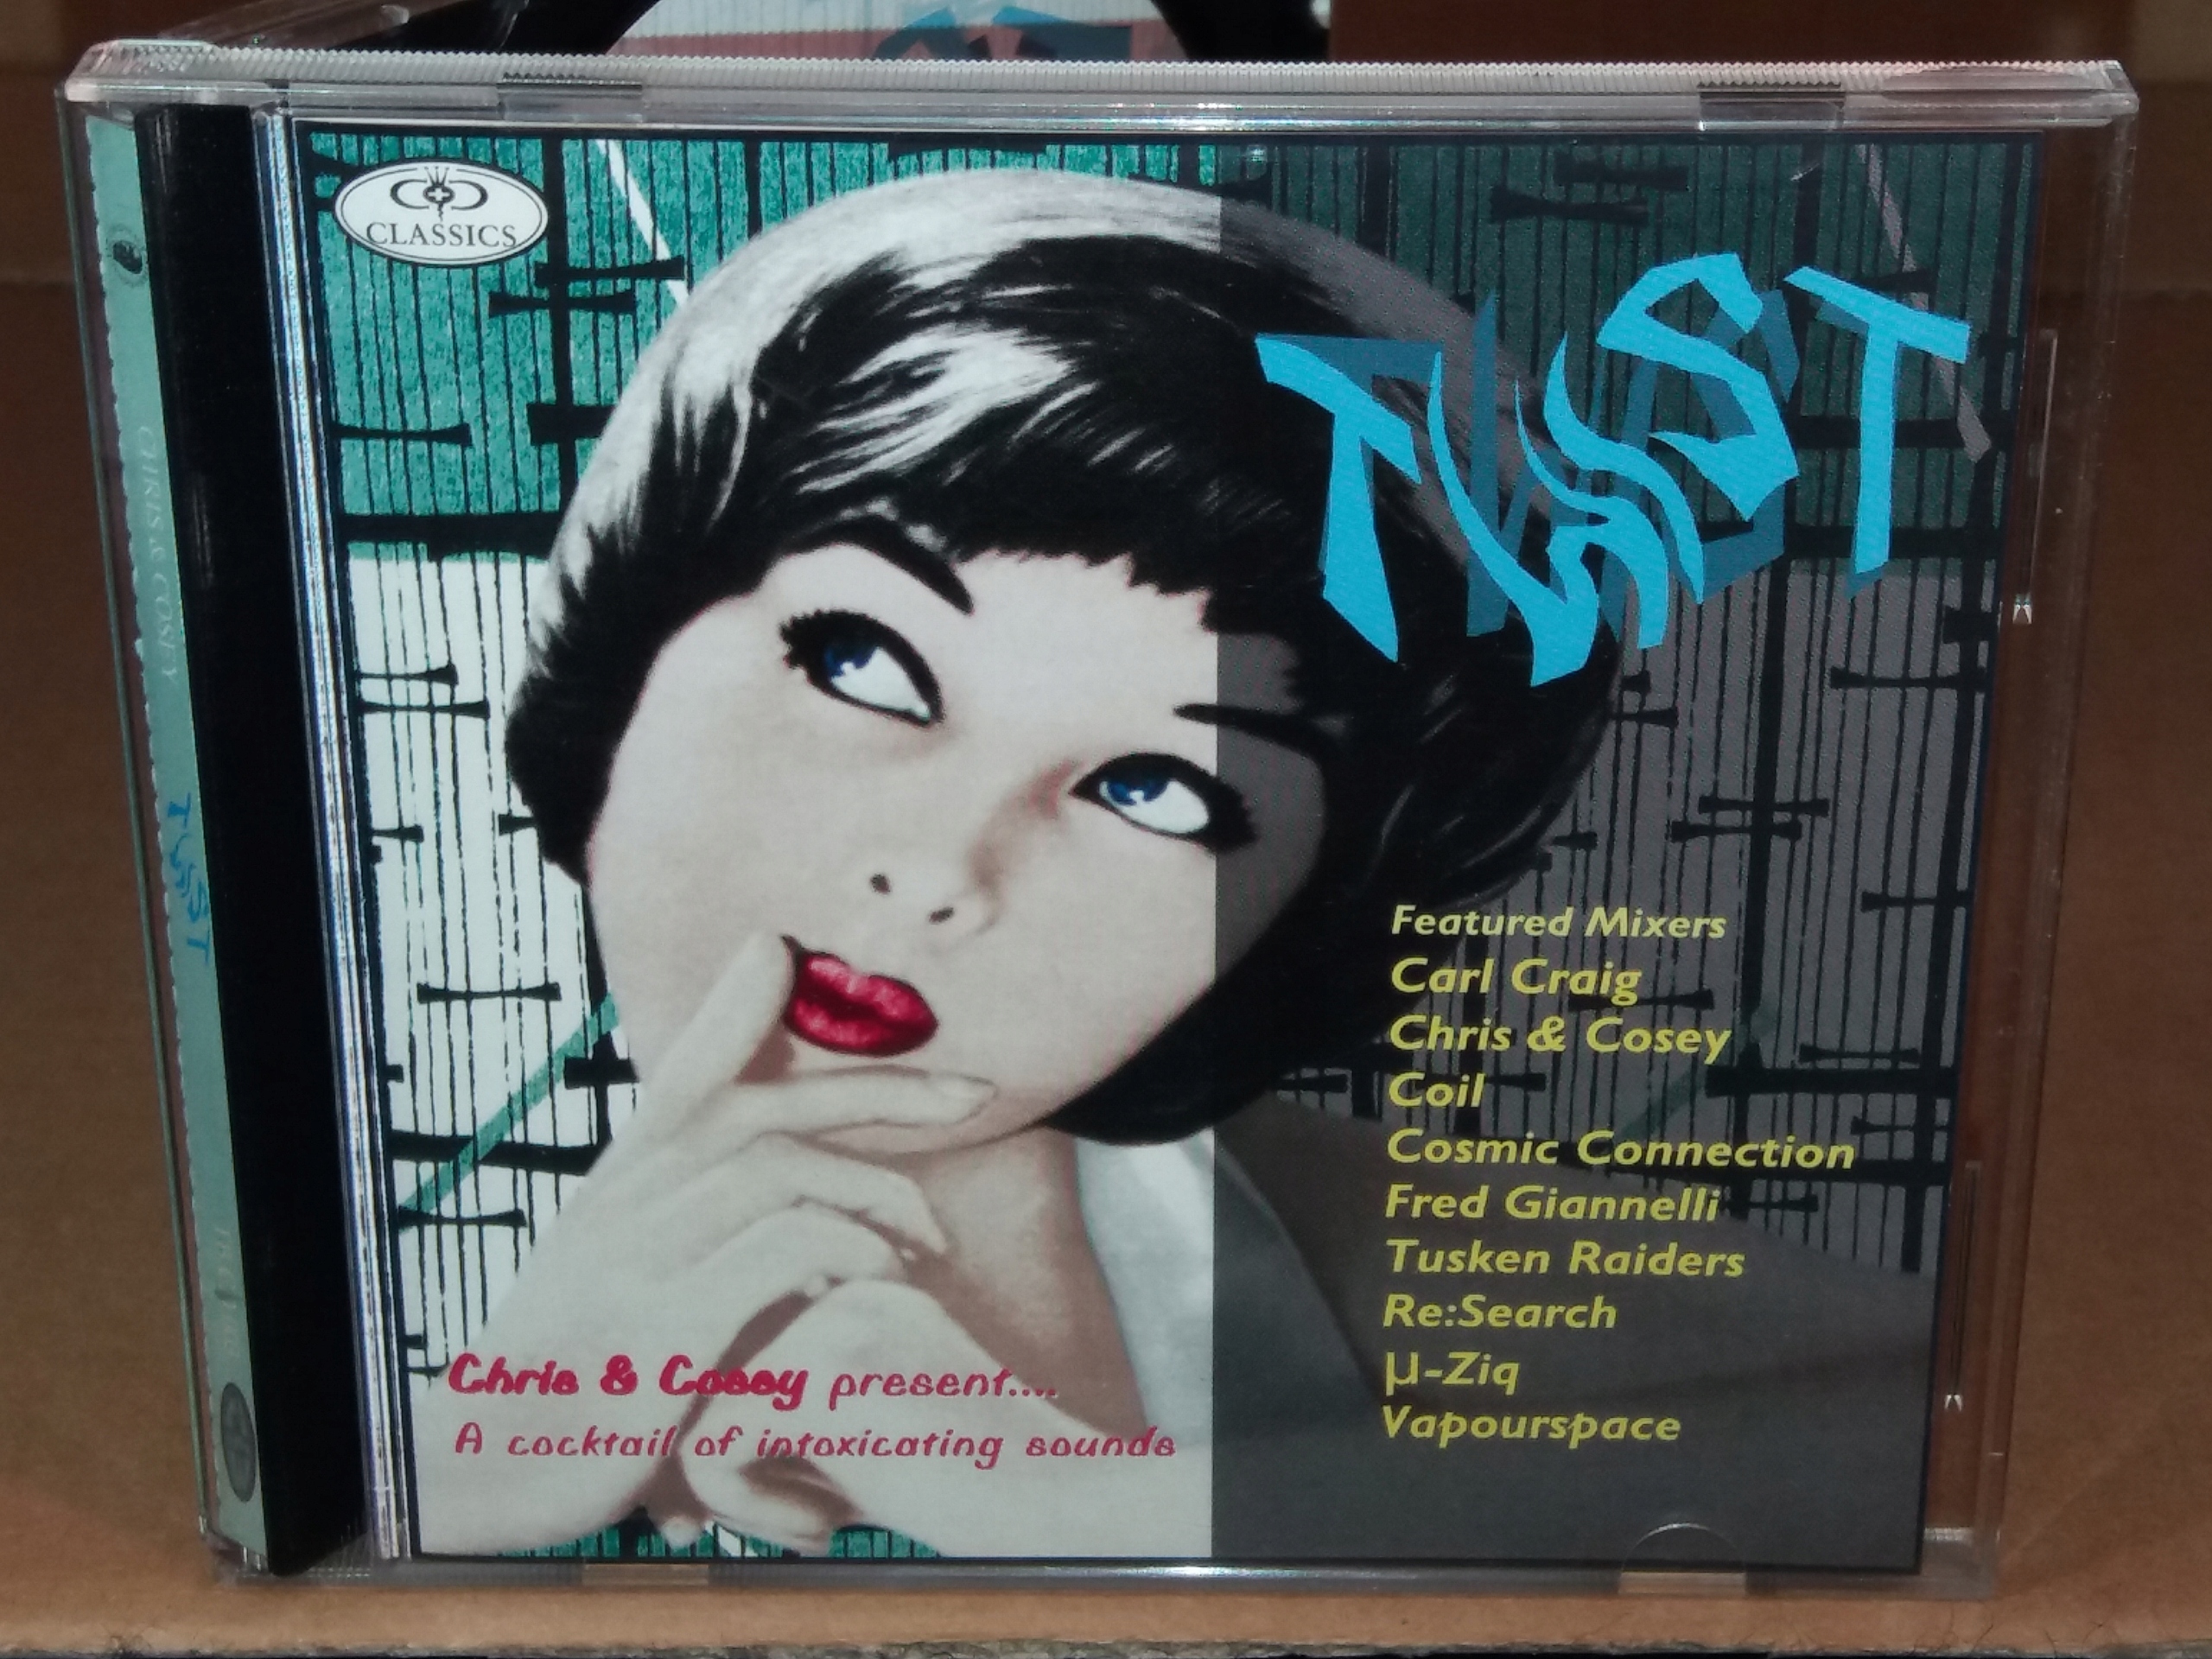 CLASSICS
TWIST
Featured Mixers
Carl Craig
Chris & Cosey
Coil
Cosmic Connection
Fred Giannelli
Tusken Raiders
Re:Search
µ-Ziq
Vapourspace
Chris & Cosey present....
A cocktail of intoxicating sounds
CHRIS & COSEY
TWIST